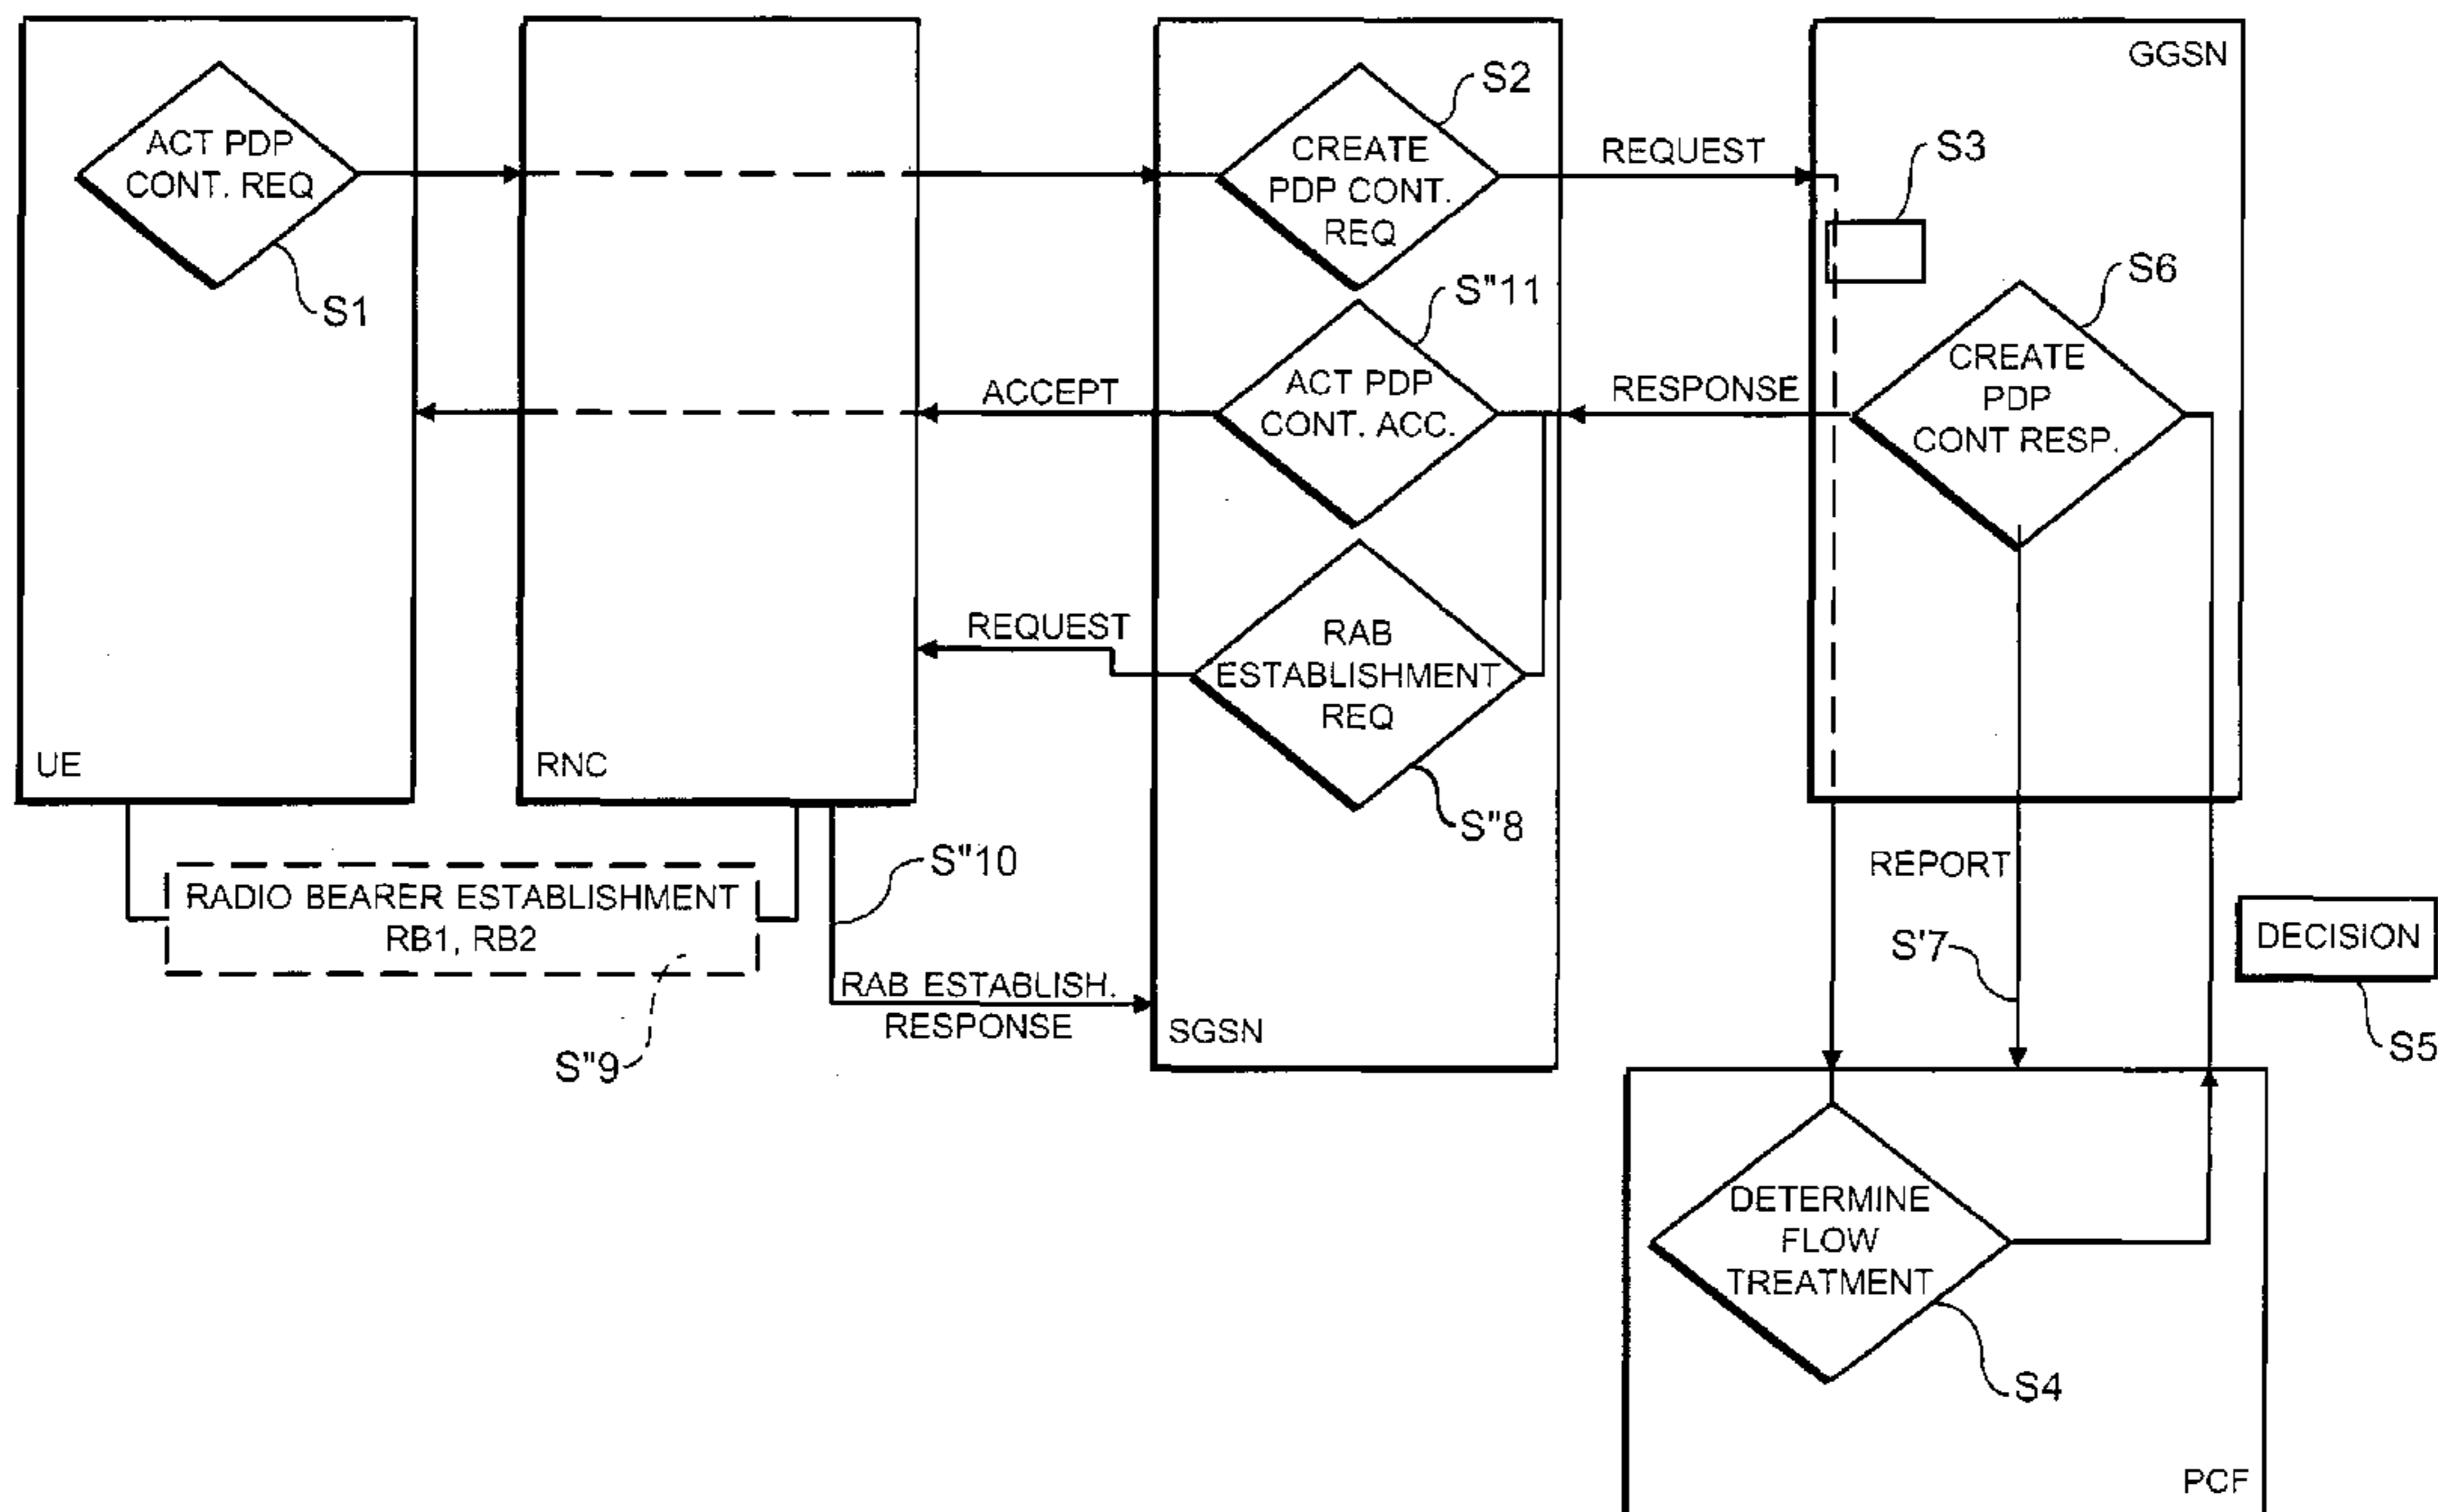 GGSN
ACT PDP
CONT. REQ
S1
CREATE
PDP CONT.
REQ
S2
REQUEST
S3
S"11
S6
ACCEPT
ACT PDP
CONT. ACC.
RESPONSE
CREATE
PDP
CONT RESP.
REQUEST
RAB
ESTABLISHMENT
REQ
S"8
UE
RNC
S"10
REPORT
RADIO BEARER ESTABLISHMENT
RB1, RB2
S'7
DECISION
RAB ESTABLISH.
RESPONSE
SGSN
S"9
S5
DETERMINE
FLOW
TREATMENT
S4
PCF